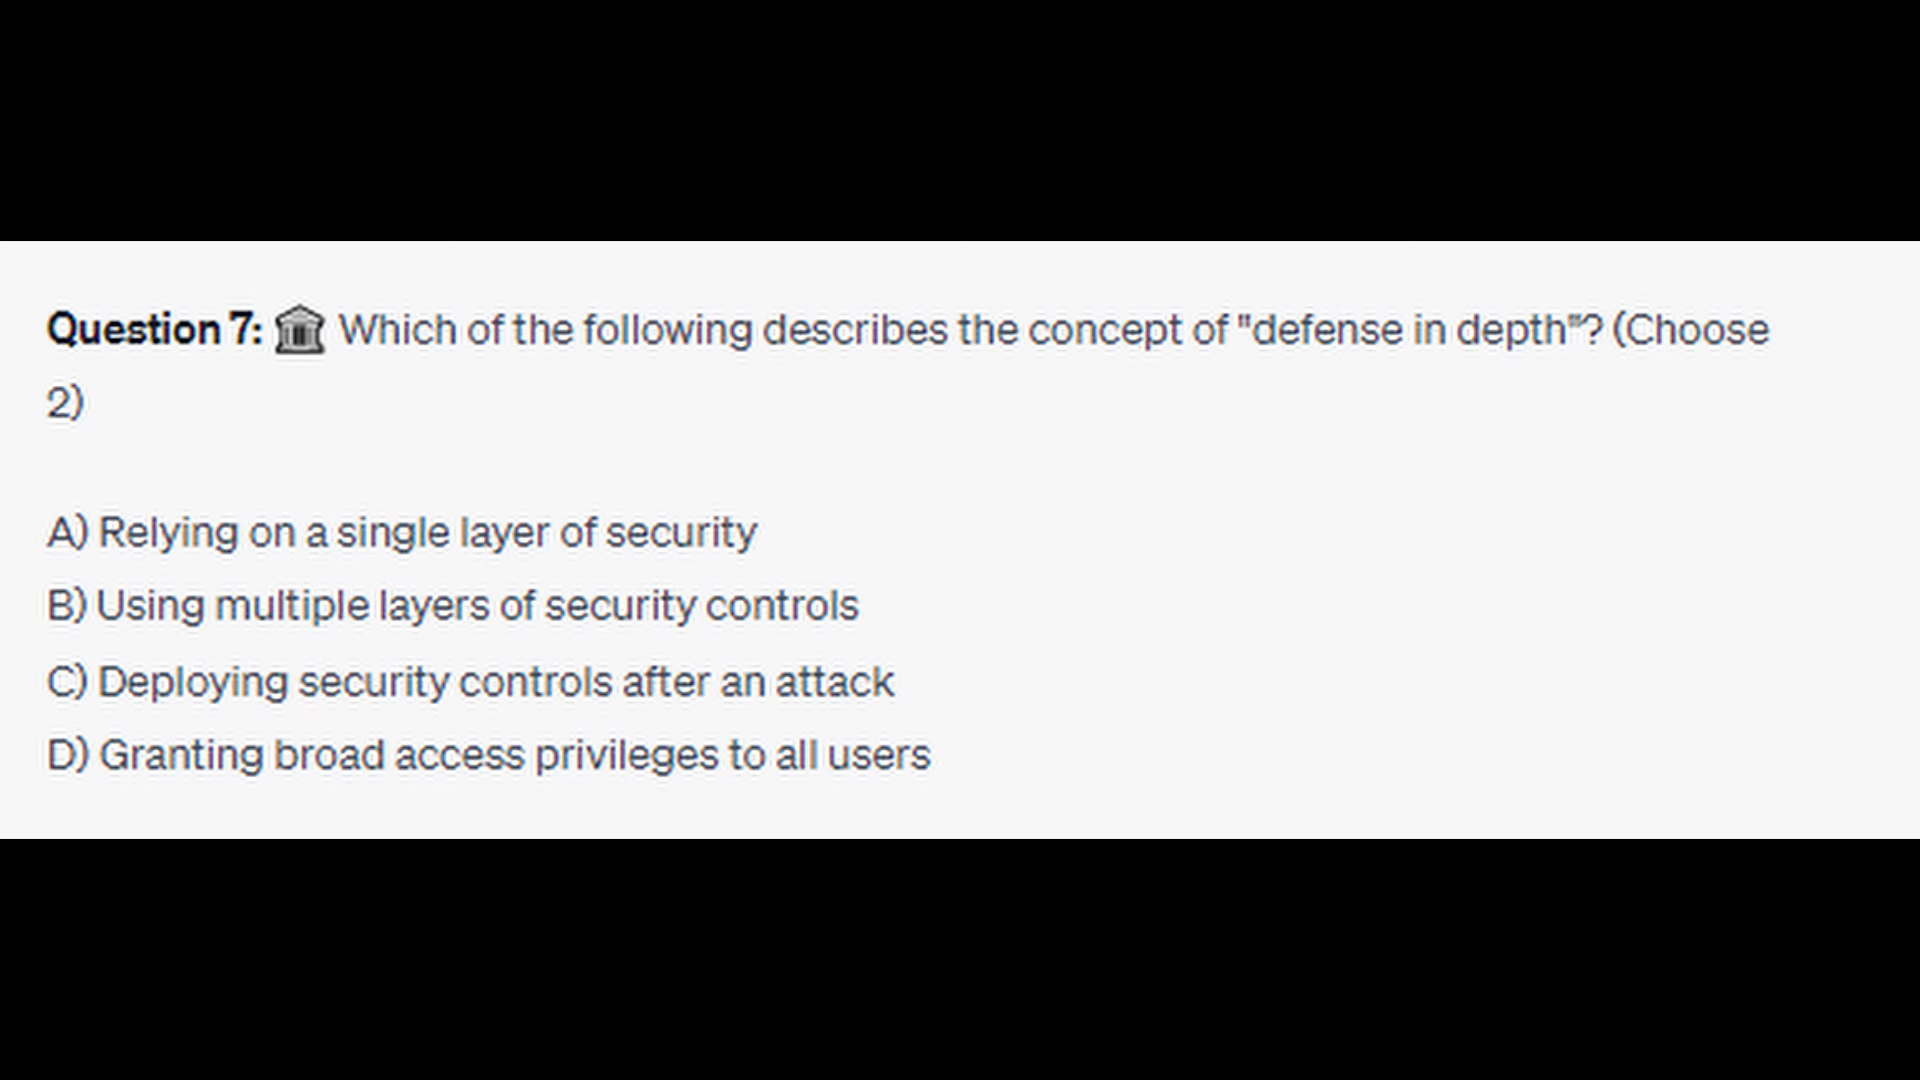 Question 7: 🏛 Which of the following describes the concept of "defense in depth"? (Choose
2)
A) Relying on a single layer of security
B) Using multiple layers of security controls
C) Deploying security controls after an attack
D) Granting broad access privileges to all users